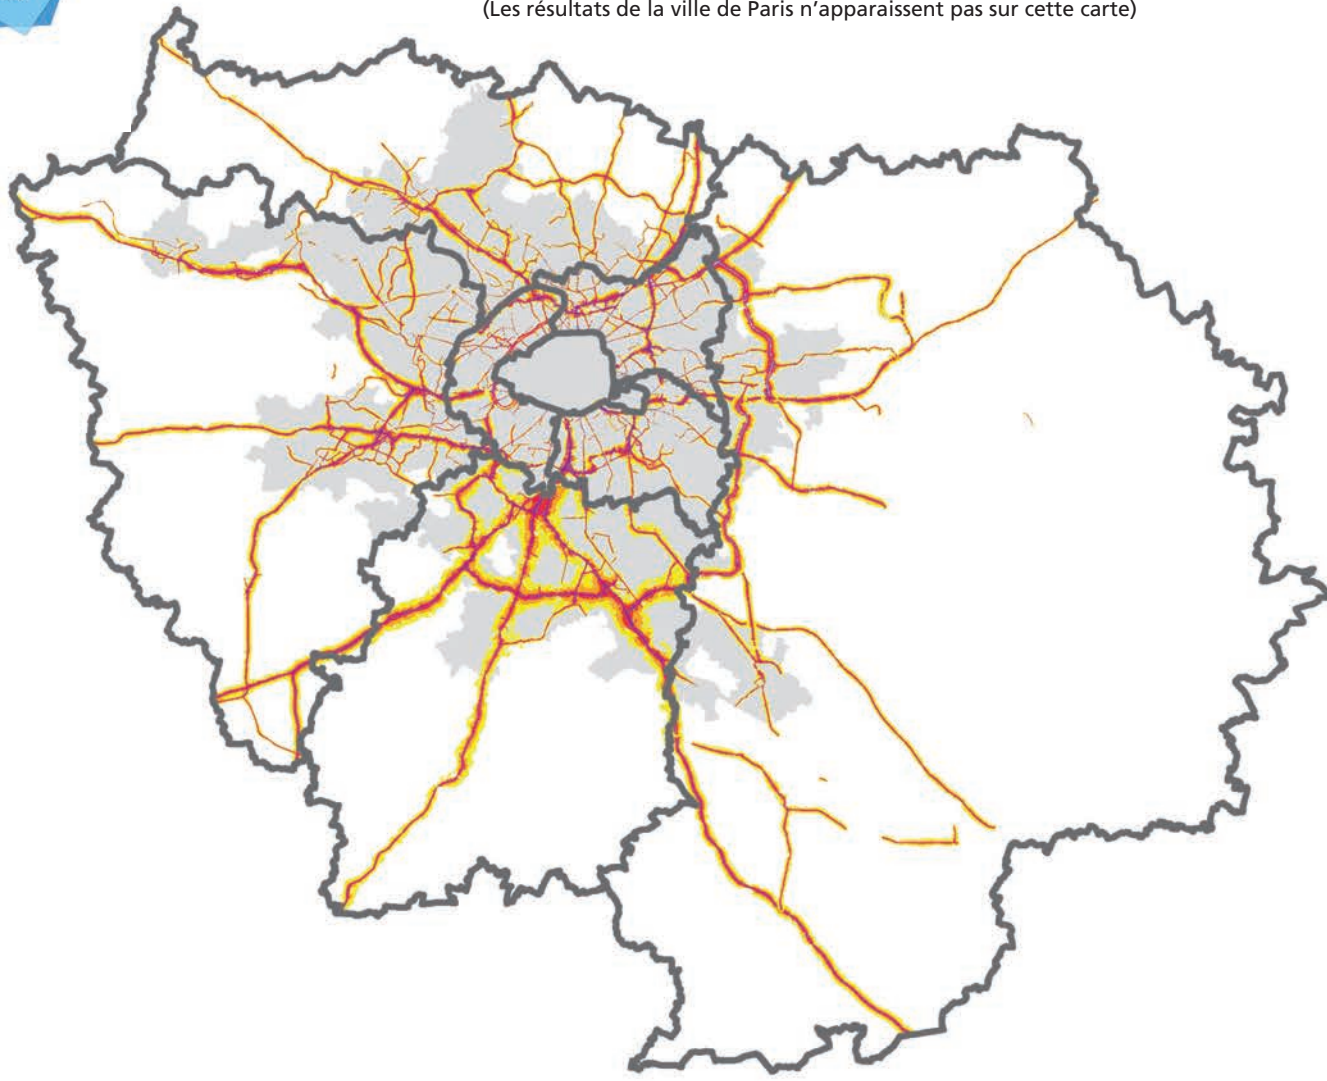 (Les résultats de la ville de Paris n’apparaissent pas sur cette carte)